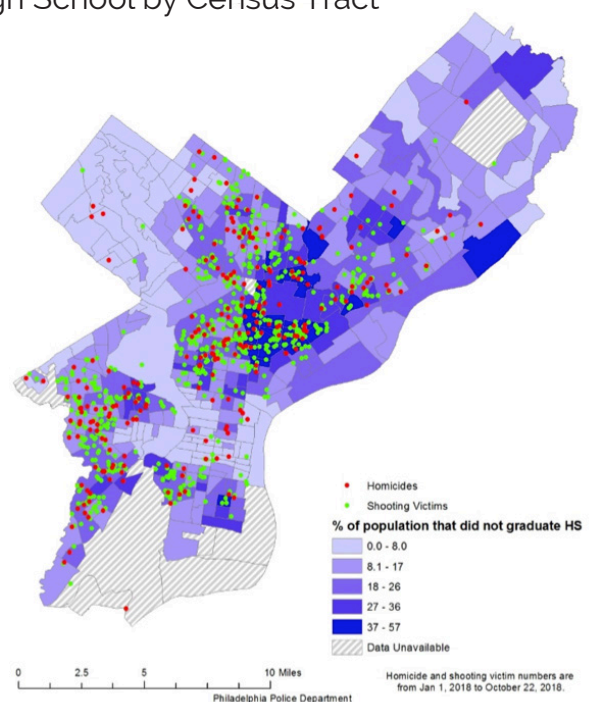 gh School by Census Tract
Homicides
Shooting Victims
% of population that did not graduate HS
0.0 - 8.0
8.1 - 17
18 - 26
27 - 36
37 - 57
Data Unavailable
0 2.5 5 10 Miles
Homicide and shooting victim numbers are
from Jan 1, 2018 to October 22, 2018.
Philadelphia Police Department